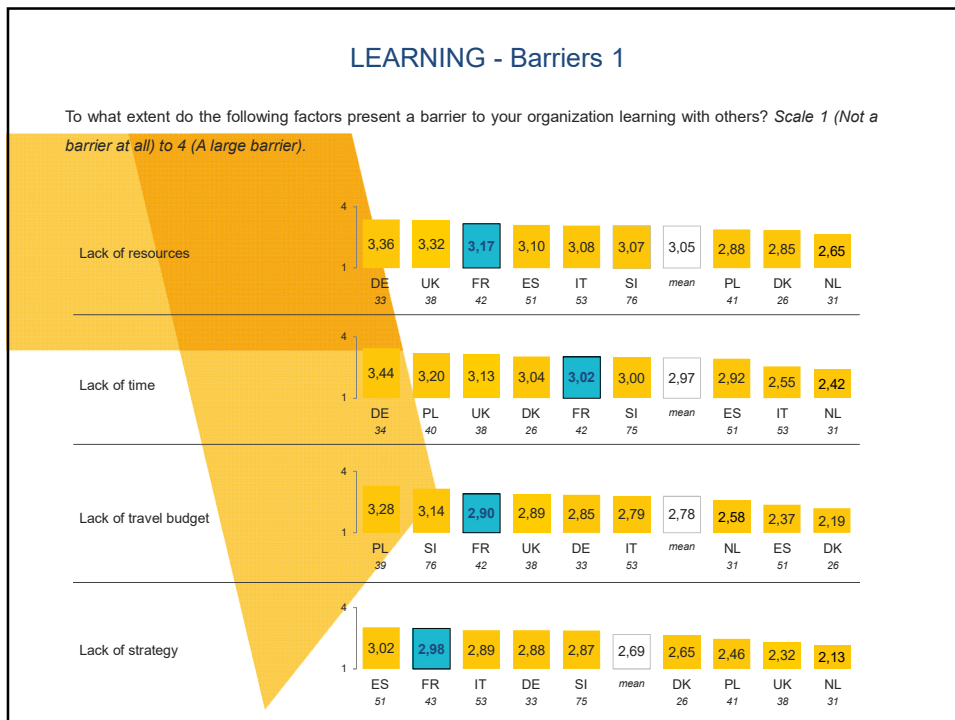 LEARNING - Barriers 1
To what extent do the following factors present a barrier to your organization learning with others? Scale 1 (Not a
barrier at all) to 4 (A large barrier).
4
Lack of resources
3,36 3,32 3,17 3,10 3,08 3,07 3,05 2,88 2,85 2,65
1
DE UK FR ES IT SI mean PL DK NL
33 38 42 51 53 76 41 26 31
4
Lack of time
3,44 3,20 3,13 3,04 3,02 3,00 2,97 2,92 2,55 2,42
1
DE PL UK DK FR SI mean ES IT NL
34 40 38 26 42 75 51 53 31
4
Lack of travel budget
3,28 3,14 2,90 2,89 2,85 2,79 2,78 2,58 2,37 2,19
1
PL SI FR UK DE IT mean NL ES DK
39 76 42 38 33 53 31 51 26
4
Lack of strategy
3,02 2,98 2,89 2,88 2,87 2,69 2,65 2,46 2,32 2,13
1
ES FR IT DE SI mean DK PL UK NL
51 43 53 33 75 26 41 38 31